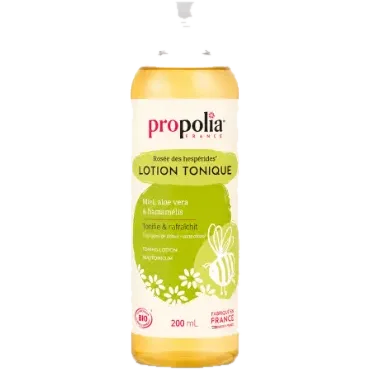 propolia®
FRANCE
Rosée des hespérides
LOTION TONIQUE
Miel, aloe vera
& Hamamélis
Tonifie & rafraîchit
BIO
200 mL
FABRIQUÉ EN
FRANCE